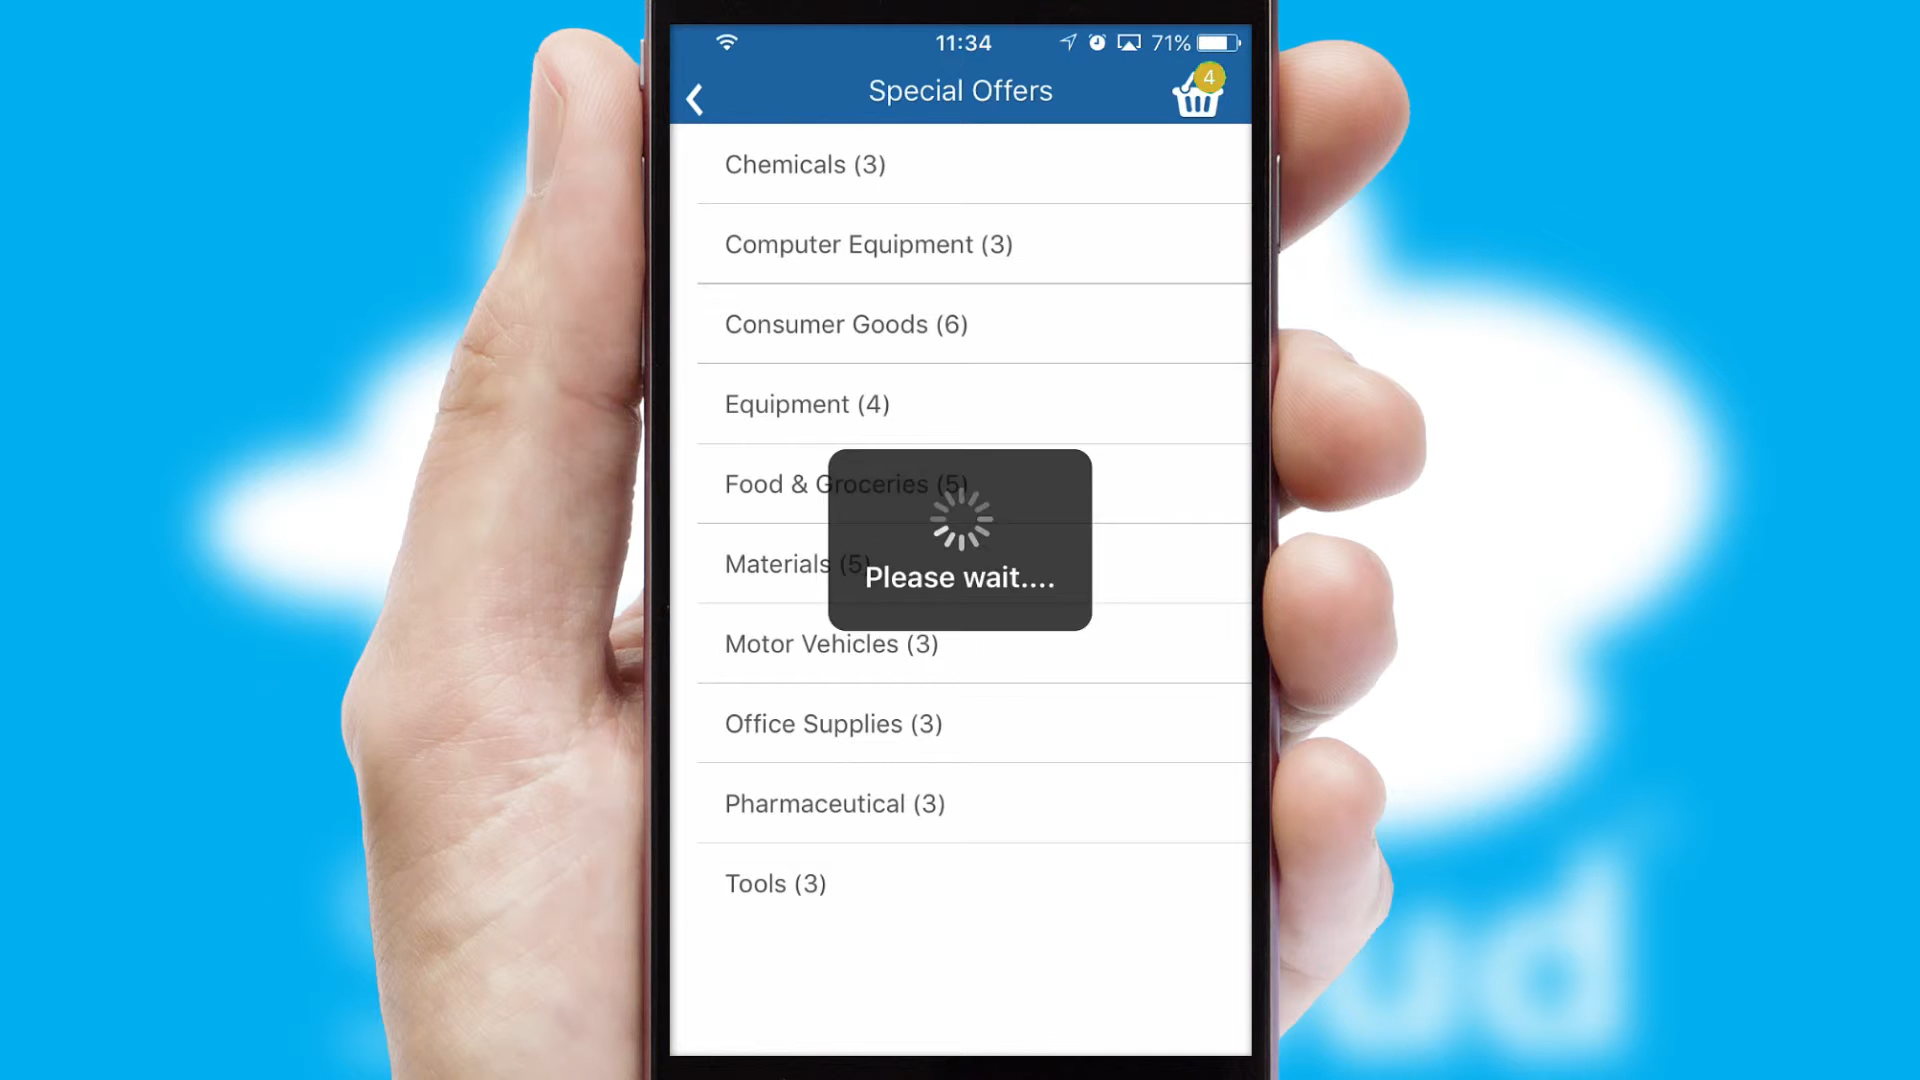 11:34 71%
Special Offers 4
Chemicals (3)
Computer Equipment (3)
Consumer Goods (6)
Equipment (4)
Food & Groceries (5)
Materials (5)
Please wait....
Motor Vehicles (3)
Office Supplies (3)
Pharmaceutical (3)
Tools (3)
ud